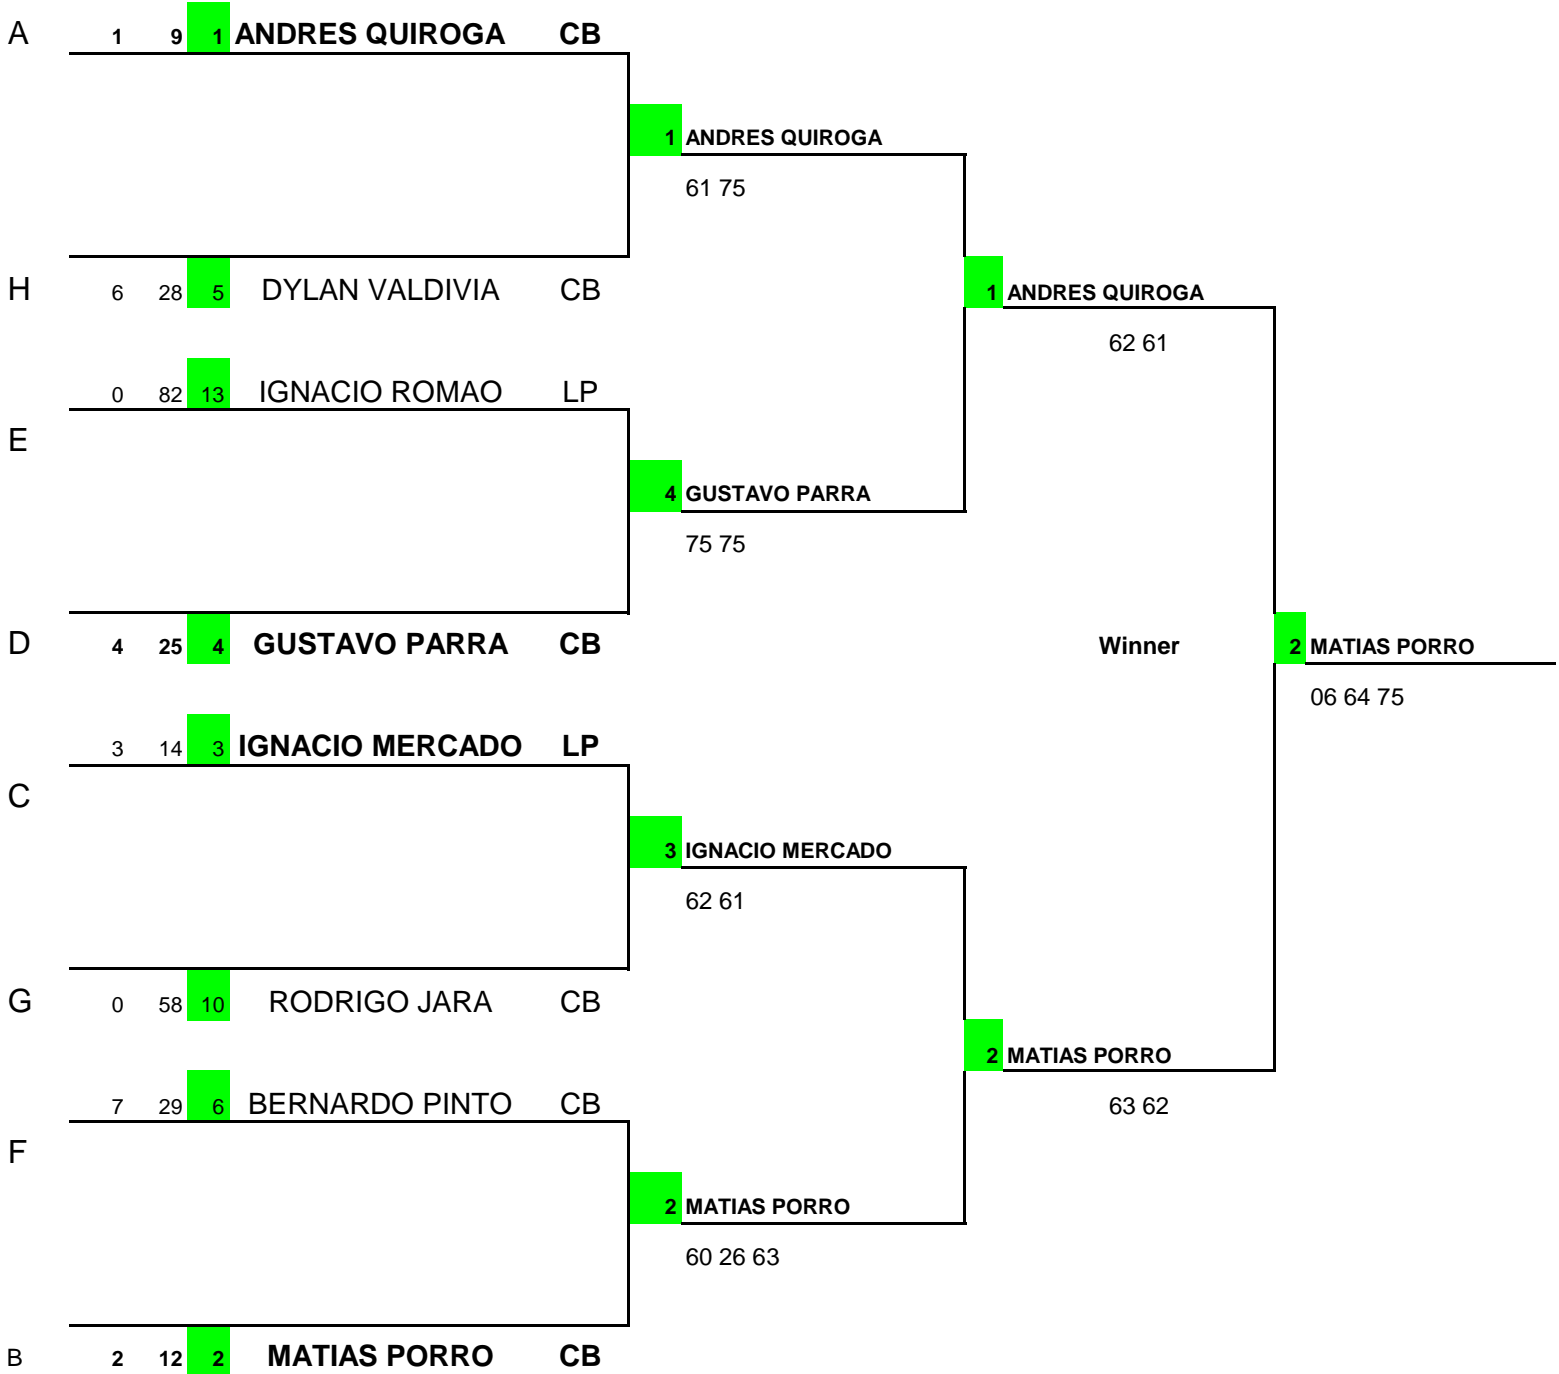 A 1 9 1 ANDRES QUIROGA CB
1 ANDRES QUIROGA
61 75
H 6 28 5 DYLAN VALDIVIA CB
1 ANDRES QUIROGA
62 61
0 82 13 IGNACIO ROMAO LP
E
4 GUSTAVO PARRA
75 75
D 4 25 4 GUSTAVO PARRA CB
Winner 2 MATIAS PORRO
06 64 75
3 14 3 IGNACIO MERCADO LP
C
3 IGNACIO MERCADO
62 61
G 0 58 10 RODRIGO JARA CB
2 MATIAS PORRO
63 62
7 29 6 BERNARDO PINTO CB
F
2 MATIAS PORRO
60 26 63
B 2 12 2 MATIAS PORRO CB